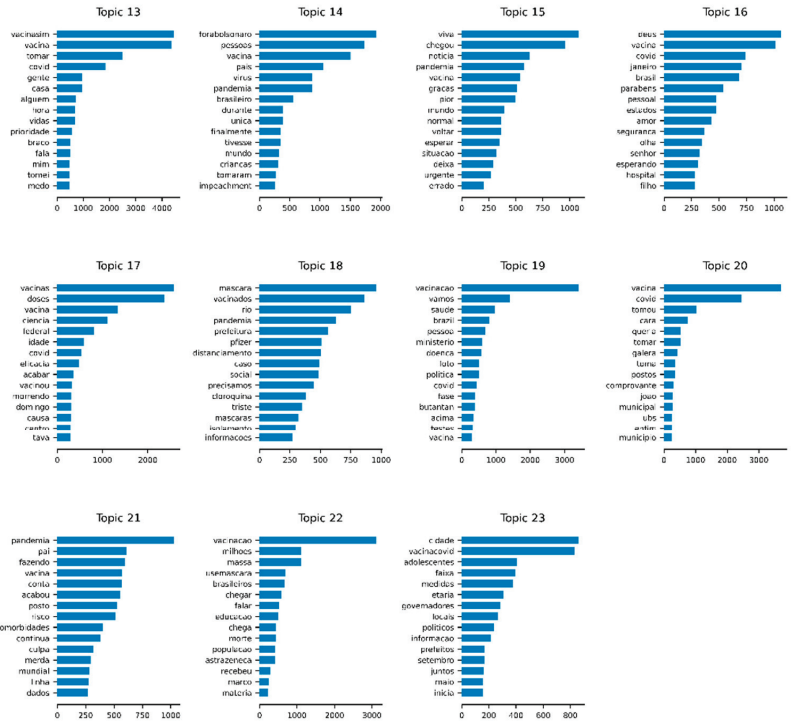 Topic 13
vacinasim
vacina
tomar
covid
gente
casa
alguem
hora
vidas
prioridade
braco
fala
mim
tomei
medo
0 1000 2000 3000 4000
Topic 14
forabolsonaro
pessoas
vacina
pais
virus
pandemia
brasileiro
durante
unica
finalmente
tivesse
mundo
criancas
tomaram
impeachment
0 500 1000 1500 2000
Topic 15
viva
chegou
noticia
pandemia
vacina
gracas
pior
mundo
normal
voltar
esperar
situacao
deixa
urgente
errado
0 250 500 750 1000
Topic 16
deus
vacina
covid
janeiro
brasil
parabens
pessoal
estados
amor
seguranca
olha
senhor
esperando
hospital
filho
0 250 500 750 1000
Topic 17
vacinas
doses
vacina
ciencia
federal
idade
covid
eficacia
acabar
vacinou
morrendo
domingo
causa
centro
tava
0 1000 2000
Topic 18
mascara
vacinados
rio
pandemia
prefeitura
pfizer
distanciamento
caso
social
precisamos
cloroquina
triste
mascaras
isolamento
informacoes
0 250 500 750 1000
Topic 19
vacinacao
vamos
saude
brazil
pessoa
ministerio
doenca
luto
politica
covid
fase
butantan
acima
testes
vacina
0 1000 2000 3000
Topic 20
vacina
covid
tomou
cara
queria
tomar
galera
toma
postos
comprovante
joao
municipal
ubs
enfim
municipio
0 1000 2000 3000
Topic 21
pandemia
pai
fazendo
vacina
conta
acabou
posto
risco
omorbidades
continua
culpa
merda
mundial
linha
dados
0 250 500 750 1000
Topic 22
vacinacao
milhoes
massa
usemascara
brasileiros
chegar
falar
educacao
chega
morte
populacao
astrazeneca
recebeu
marco
materia
0 1000 2000 3000
Topic 23
cidade
vacinacovid
adolescentes
faixa
medidas
etaria
governadores
locais
politicos
informacao
prefeitos
setembro
juntos
maio
inicia
0 200 400 600 800